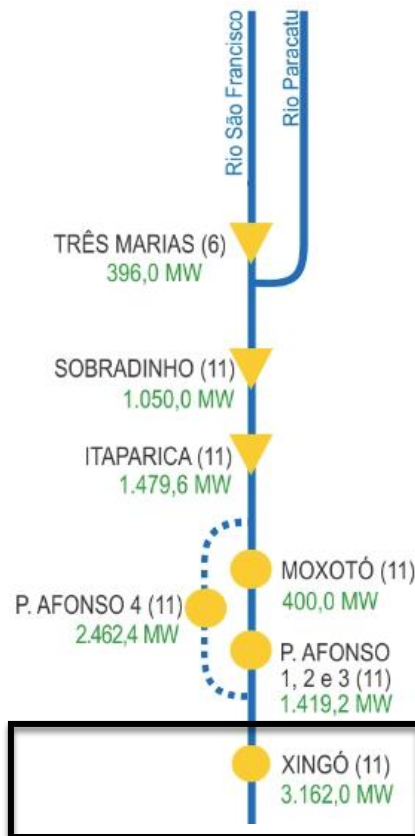 Rio São Francisco
Rio Paracatu
TRÊS MARIAS (6)
396,0 MW
SOBRADINHO (11)
1.050,0 MW
ITAPARICA (11)
1.479,6 MW
MOXOTÓ (11)
400,0 MW
P. AFONSO 4 (11)
2.462,4 MW
P. AFONSO
1, 2 e 3 (11)
1.419,2 MW
XINGÓ (11)
3.162,0 MW